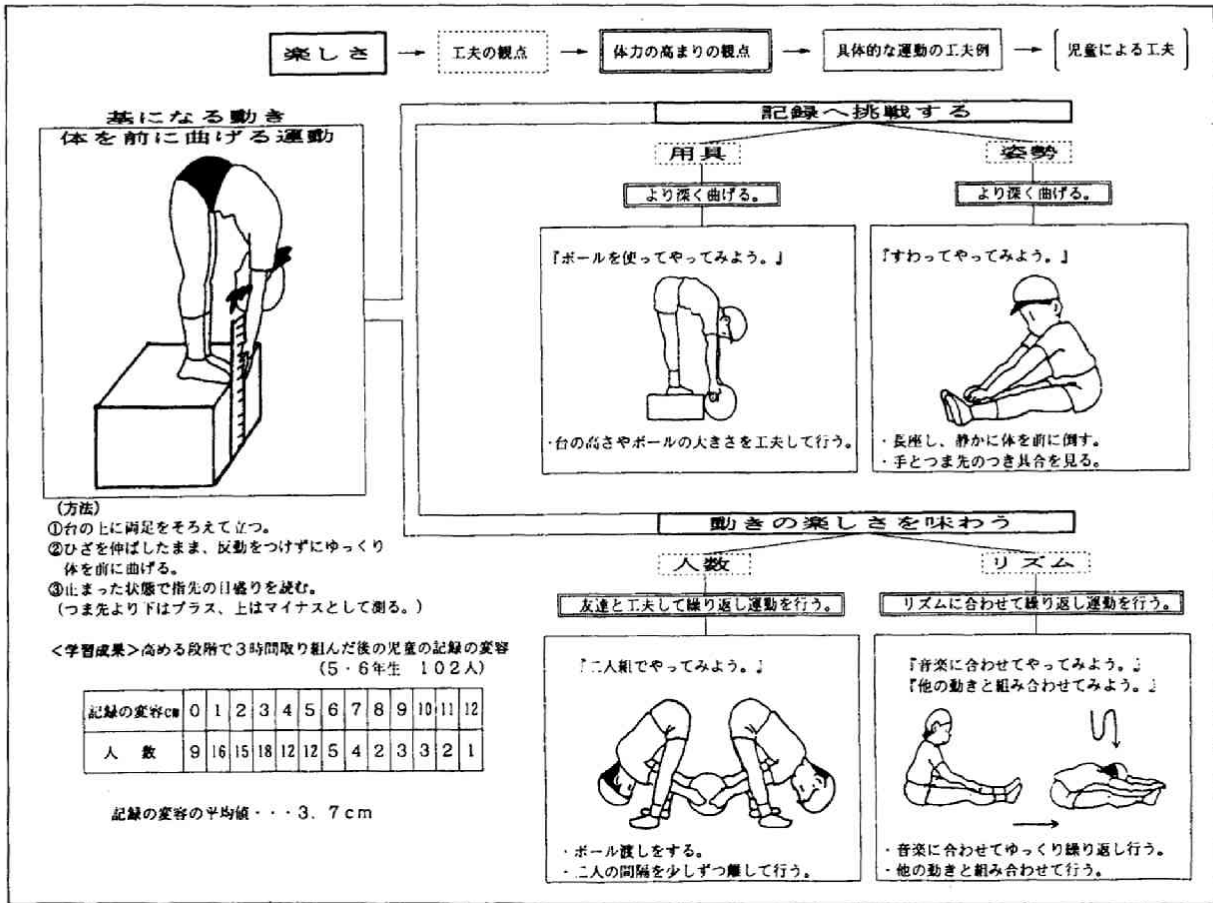 楽しさ → 工夫の観点 → 体力の高まりの観点 → 具体的な運動の工夫例 → 〔児童による工夫〕
基になる動き
体を前に曲げる運動
(方法)
①台の上に両足をそろえて立つ。
②ひざを伸ばしたまま、反動をつけずにゆっくり
体を前に曲げる。
③止まった状態で指先の目盛りを読む。
(つま先より下はプラス、上はマイナスとして測る。)
<学習成果>高める段階で3時間取り組んだ後の児童の記録の変容
(5・6年生 102人)
記録の変容cm 0 1 2 3 4 5 6 7 8 9 10 11 12
人数 9 16 15 18 12 12 5 4 2 3 3 2 1
記録の変容の平均値・・・3.7cm
記録へ挑戦する
用具
より深く曲げる。
『ボールを使ってやってみよう。』
・台の高さやボールの大きさを工夫して行う。
姿勢
より深く曲げる。
『すわってやってみよう。』
・長座し、静かに体を前に倒す。
・手とつま先のつき具合を見る。
動きの楽しさを味わう
人数
友達と工夫して繰り返し運動を行う。
『二人組でやってみよう。』
・ボール渡しをする。
・二人の間隔を少しずつ離して行う。
リズム
リズムに合わせて繰り返し運動を行う。
『音楽に合わせてやってみよう。』
『他の動きと組み合わせてみよう。』
・音楽に合わせてゆっくり繰り返し行う。
・他の動きと組み合わせて行う。